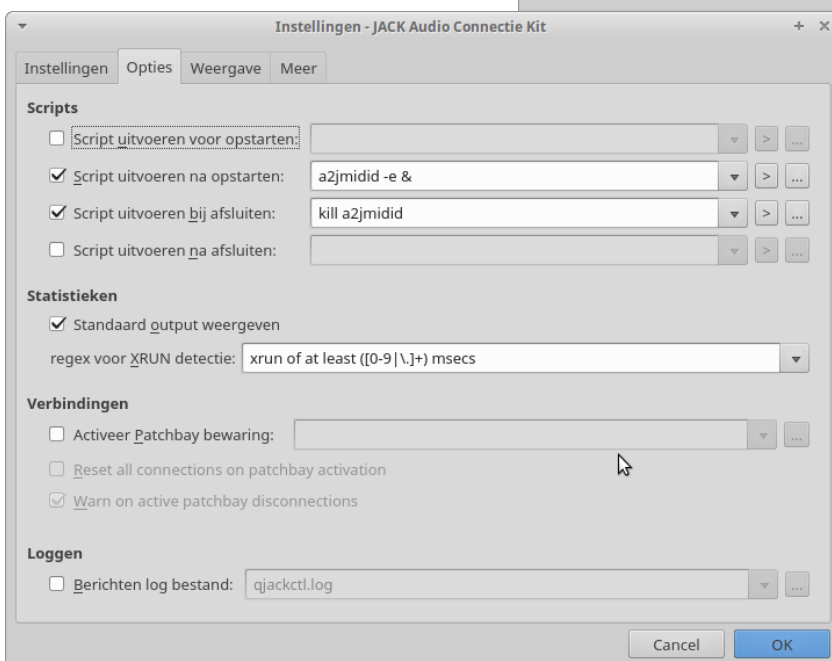 Instellingen - JACK Audio Connectie Kit
Instellingen Opties Weergave Meer
Scripts
Script uitvoeren voor opstarten: > ...
Script uitvoeren na opstarten: a2jmidid -e & > ...
Script uitvoeren bij afsluiten: kill a2jmidid > ...
Script uitvoeren na afsluiten: > ...
Statistieken
Standaard output weergeven
regex voor XRUN detectie: xrun of at least ([0-9|\.]+) msecs
Verbindingen
Activeer Patchbay bewaring: ...
Reset all connections on patchbay activation
Warn on active patchbay disconnections
Loggen
Berichten log bestand: qjackctl.log ...
Cancel OK